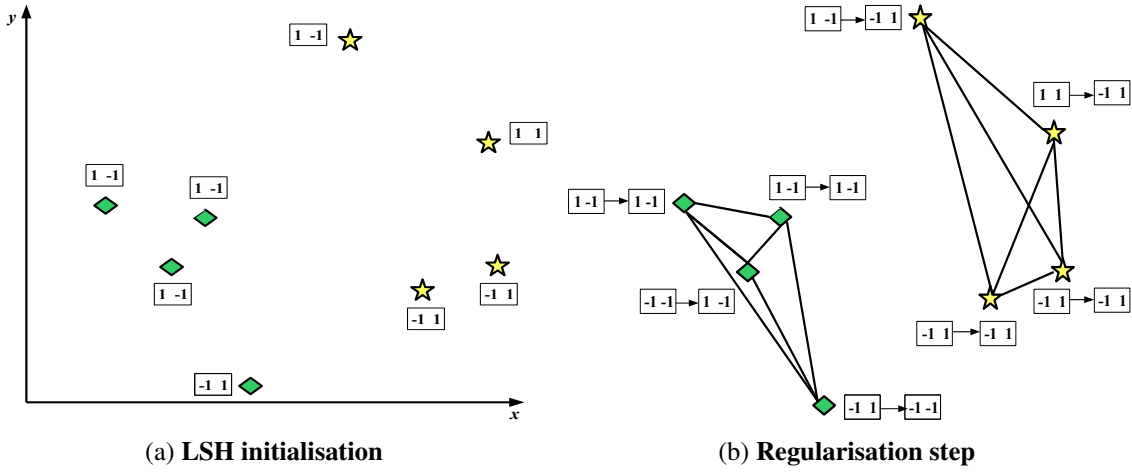 y
1 -1
1 1
1 -1
1 -1
1 -1
-1 1
-1 1
-1 1
x
(a) LSH initialisation
1 -1 -1 1
1 1 -1 1
1 -1 1 -1
1 -1 1 -1
-1 -1 1 -1
-1 1 -1 1
-1 1 -1 1
-1 1 -1 -1
(b) Regularisation step